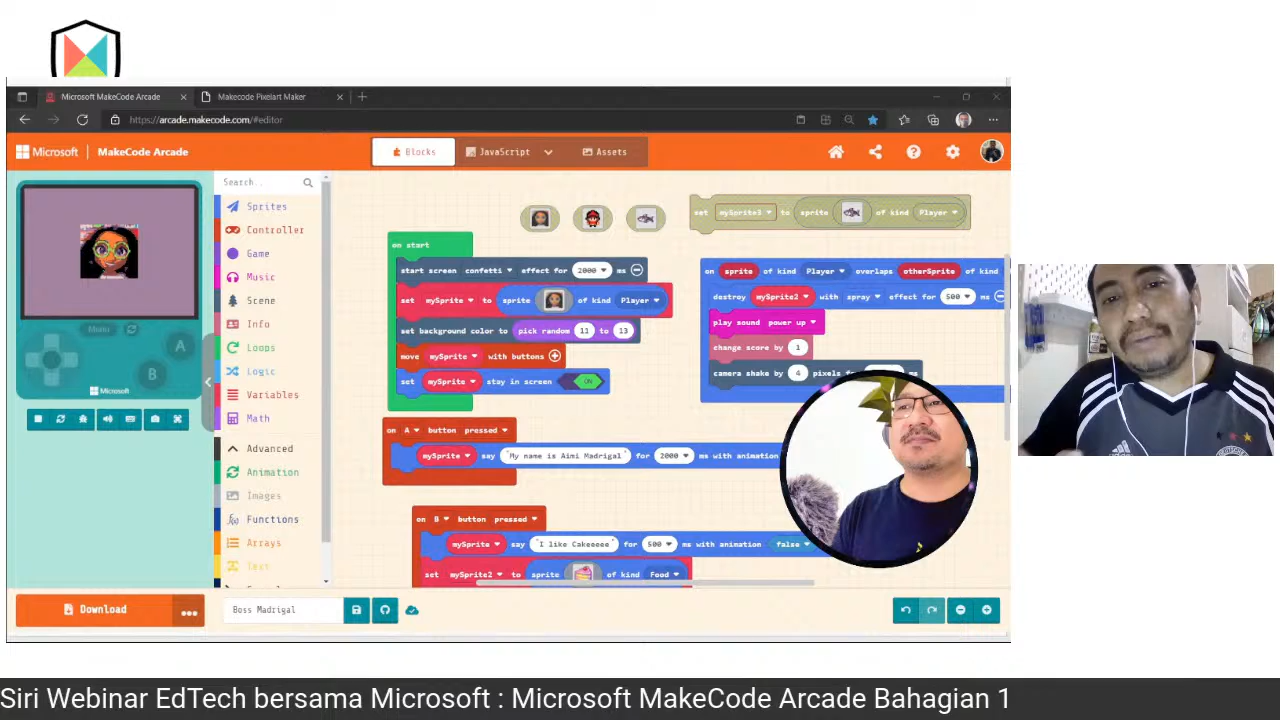 Microsoft MakeCode Arcade
Makecode Pixelart Maker
https://arcade.makecode.com/#editor
Microsoft
MakeCode Arcade
Blocks
JavaScript
Assets
Menu
A
B
Microsoft
Search..
Sprites
Controller
Game
Music
Scene
Info
Loops
Logic
Variables
Math
Advanced
Animation
Images
Functions
Arrays
Text
set mySprite3 to sprite of kind Player
on start
start screen confetti effect for 2000 ms
set mySprite to sprite of kind Player
set background color to pick random 11 to 13
move mySprite with buttons
set mySprite stay in screen ON
on sprite of kind Player overlaps otherSprite of kind
destroy mySprite2 with spray effect for 500 ms
play sound power up
change score by 1
camera shake by 4 pixels ms
on A button pressed
mySprite say "My name is Aimi Madrigal" for 2000 ms with animation
on B button pressed
mySprite say "I like Cakeeeee" for 500 ms with animation false
set mySprite2 to sprite of kind Food
Download
Boss Madrigal
Siri Webinar EdTech bersama Microsoft : Microsoft MakeCode Arcade Bahagian 1